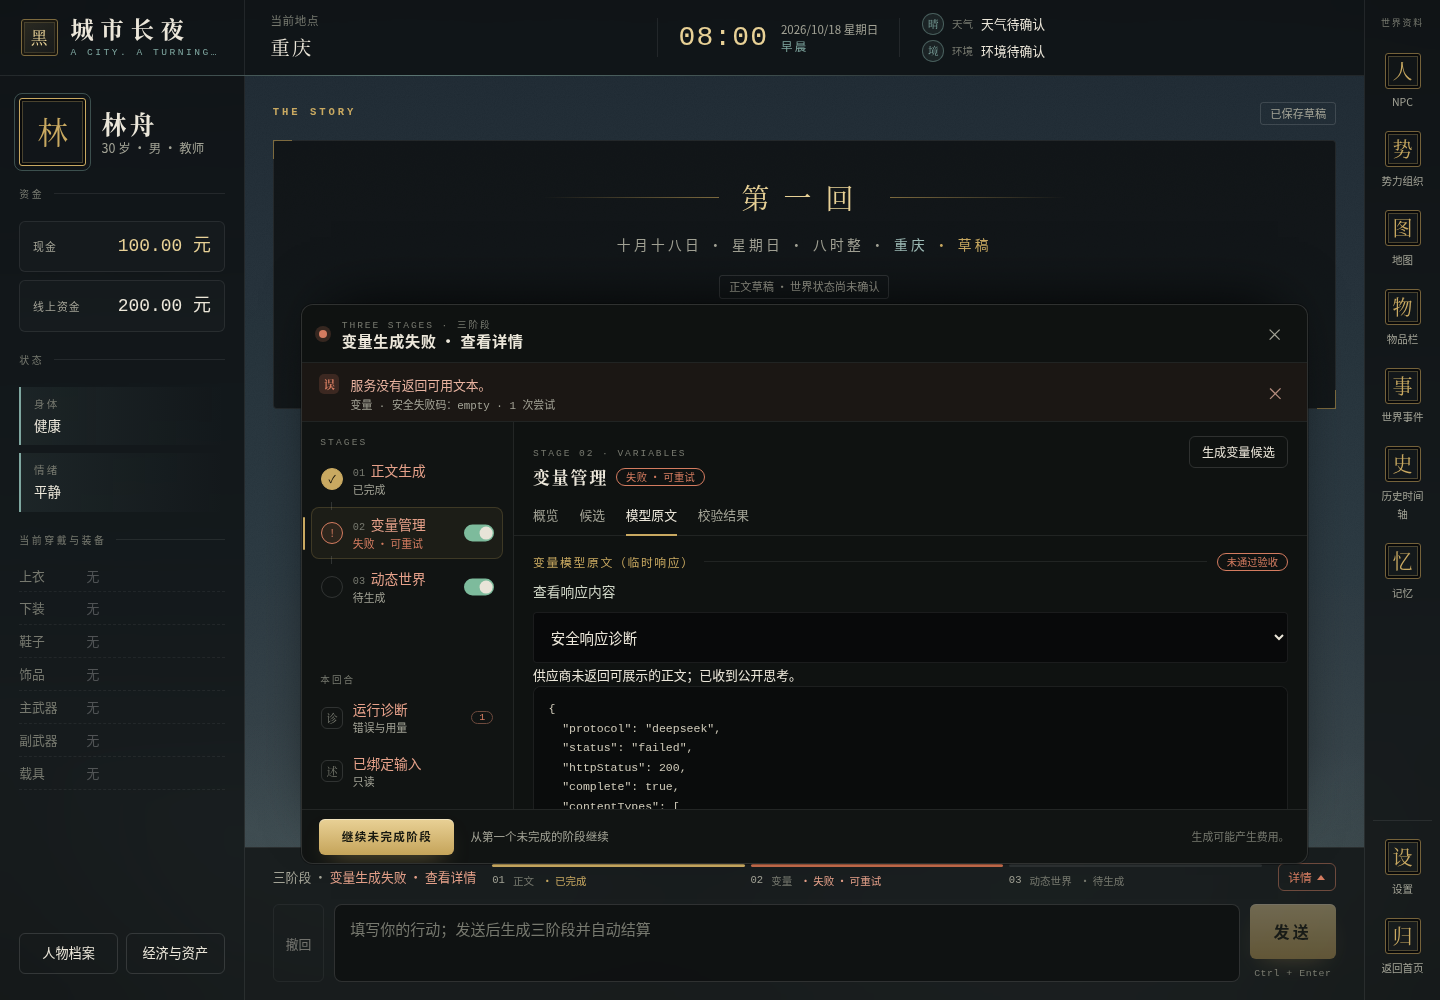 黑
城市长夜
A CITY. A TURNING…
当前地点
重庆
08:00
2026/10/18 星期日
早晨
晴 天气 天气待确认
境 环境 环境待确认
林
林舟
30 岁 • 男 • 教师
资金
现金 100.00 元
线上资金 200.00 元
状态
身体
健康
情绪
平静
当前穿戴与装备
上衣 无
下装 无
鞋子 无
饰品 无
主武器 无
副武器 无
载具 无
人物档案
经济与资产
THE STORY
已保存草稿
第一回
十月十八日 • 星期日 • 八时整 • 重庆 • 草稿
正文草稿 • 世界状态尚未确认
THREE STAGES · 三阶段
变量生成失败 • 查看详情
误
服务没有返回可用文本。
变量 · 安全失败码：empty · 1 次尝试
STAGES
01 正文生成
已完成
! 02 变量管理
失败 • 可重试
03 动态世界
待生成
本回合
诊 运行诊断
错误与用量
1
述 已绑定输入
只读
STAGE 02 · VARIABLES
变量管理
失败 • 可重试
生成变量候选
概览 候选 模型原文 校验结果
变量模型原文（临时响应）
未通过验收
查看响应内容
安全响应诊断
供应商未返回可展示的正文；已收到公开思考。
{
"protocol": "deepseek",
"status": "failed",
"httpStatus": 200,
"complete": true,
"contentTypes": [
继续未完成阶段
从第一个未完成的阶段继续
生成可能产生费用。
三阶段 • 变量生成失败 • 查看详情
01 正文 • 已完成
02 变量 • 失败 • 可重试
03 动态世界 • 待生成
详情
撤回
填写你的行动；发送后生成三阶段并自动结算
发送
Ctrl + Enter
世界资料
人
NPC
势
势力组织
图
地图
物
物品栏
事
世界事件
史
历史时间
轴
忆
记忆
设
设置
归
返回首页